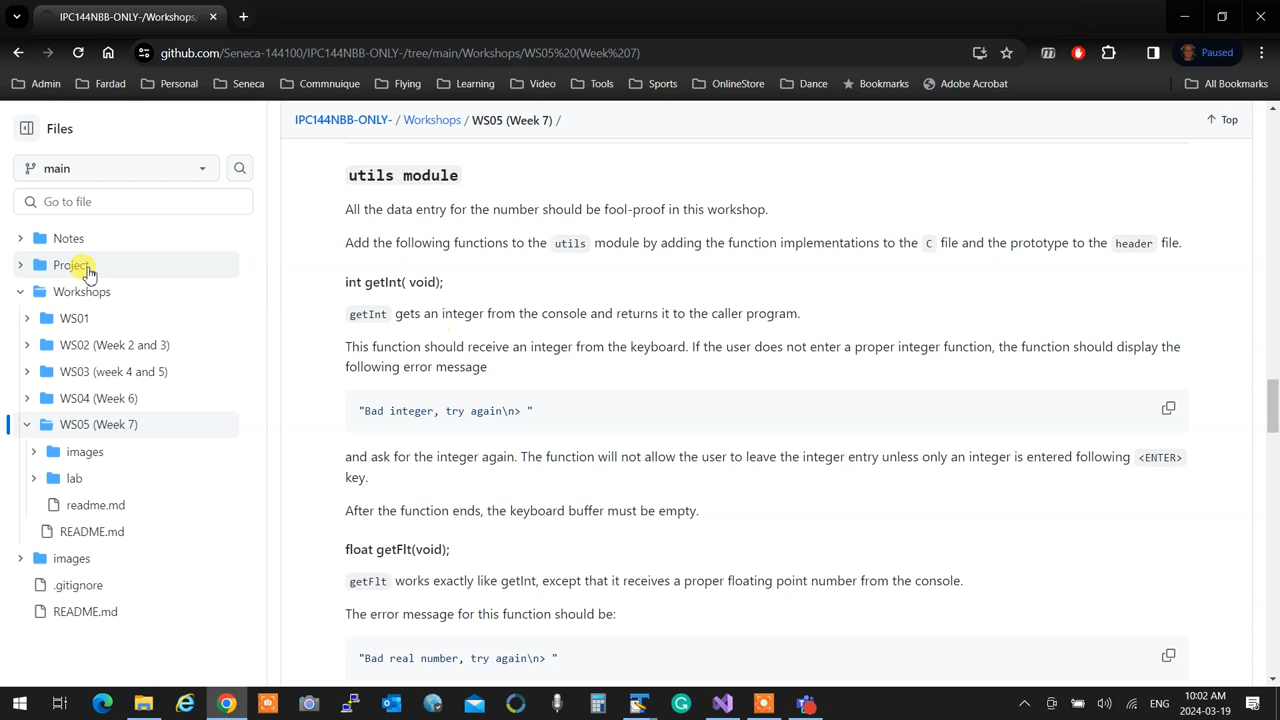 IPC144NBB-ONLY-/Workshops/
github.com/Seneca-144100/IPC144NBB-ONLY-/tree/main/Workshops/WS05%20(Week%207)
Paused
Admin
Fardad
Personal
Seneca
Commnuique
Flying
Learning
Video
Tools
Sports
OnlineStore
Dance
Bookmarks
Adobe Acrobat
All Bookmarks
Files
main
Go to file
Notes
Project
Workshops
WS01
WS02 (Week 2 and 3)
WS03 (week 4 and 5)
WS04 (Week 6)
WS05 (Week 7)
images
lab
readme.md
README.md
images
.gitignore
README.md
IPC144NBB-ONLY- / Workshops / WS05 (Week 7) /
Top
utils module
All the data entry for the number should be fool-proof in this workshop.
Add the following functions to the utils module by adding the function implementations to the C file and the prototype to the header file.
int getInt( void);
getInt gets an integer from the console and returns it to the caller program.
This function should receive an integer from the keyboard. If the user does not enter a proper integer function, the function should display the
following error message
"Bad integer, try again\n> "
and ask for the integer again. The function will not allow the user to leave the integer entry unless only an integer is entered following <ENTER>
key.
After the function ends, the keyboard buffer must be empty.
float getFlt(void);
getFlt works exactly like getInt, except that it receives a proper floating point number from the console.
The error message for this function should be:
"Bad real number, try again\n> "
ENG
10:02 AM
2024-03-19